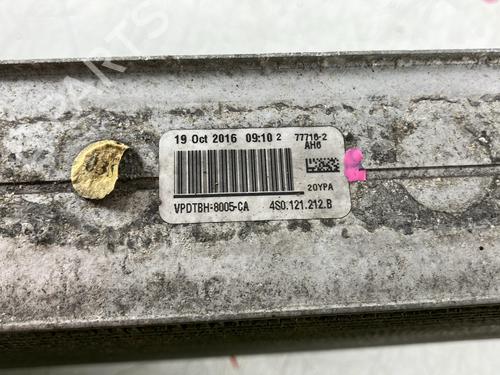 19 Oct 2016 09:10 2 77716-2
AH6
20YPA
VPDTBH-8005-CA 4S0.121.212.B